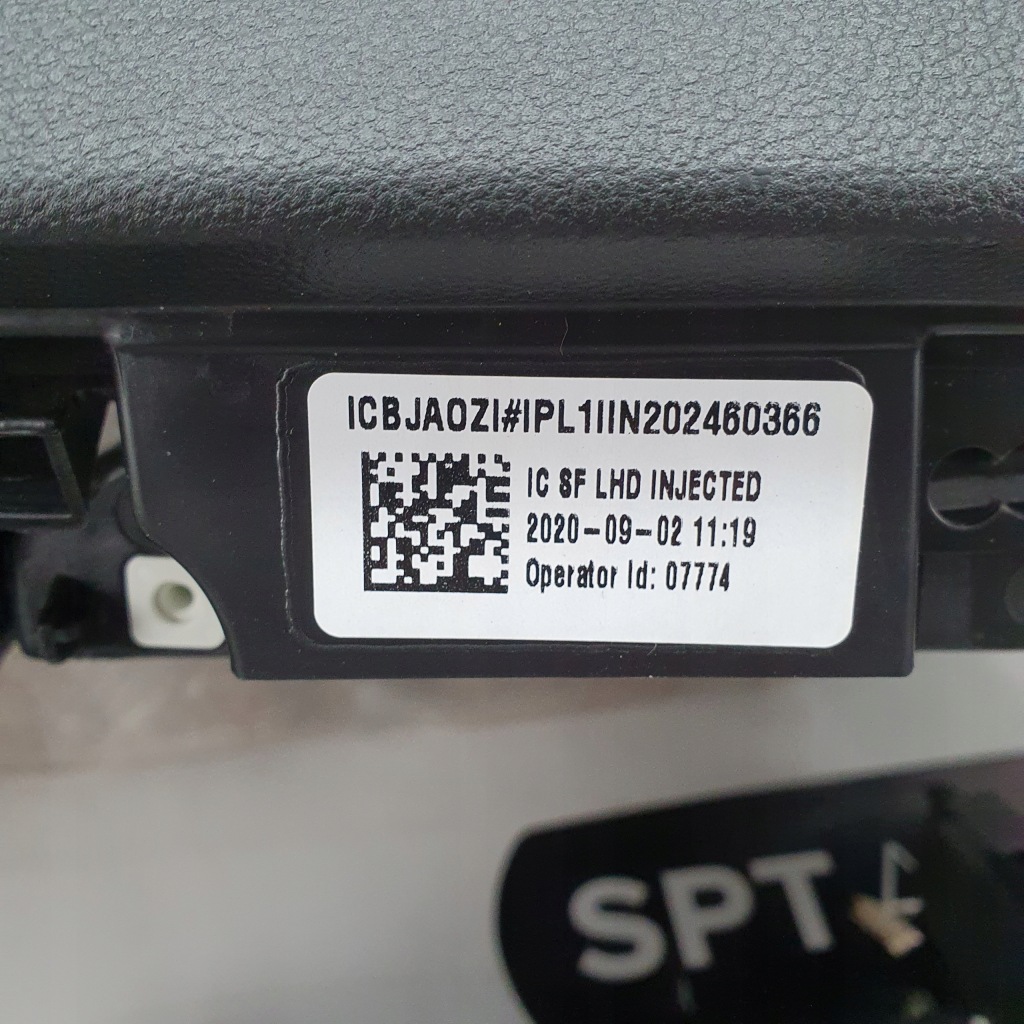 ICBJAOZI#IPL1IIN202460366
IC SF LHD INJECTED
2020-09-02 11:19
Operator Id: 07774
SPT